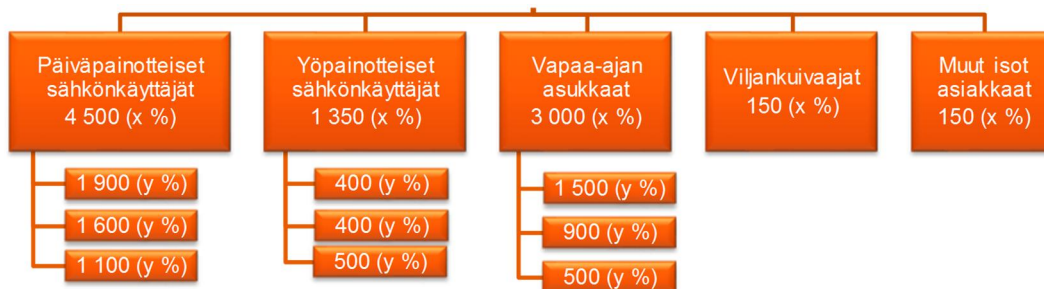 Päiväpainotteiset
sähkönkäyttäjät
4 500 (x %)
1 900 (y %)
1 600 (y %)
1 100 (y %)
Yöpainotteiset
sähkönkäyttäjät
1 350 (x %)
400 (y %)
400 (y %)
500 (y %)
Vapaa-ajan
asukkaat
3 000 (x %)
1 500 (y %)
900 (y %)
500 (y %)
Viljankuivaajat
150 (x %)
Muut isot
asiakkaat
150 (x %)